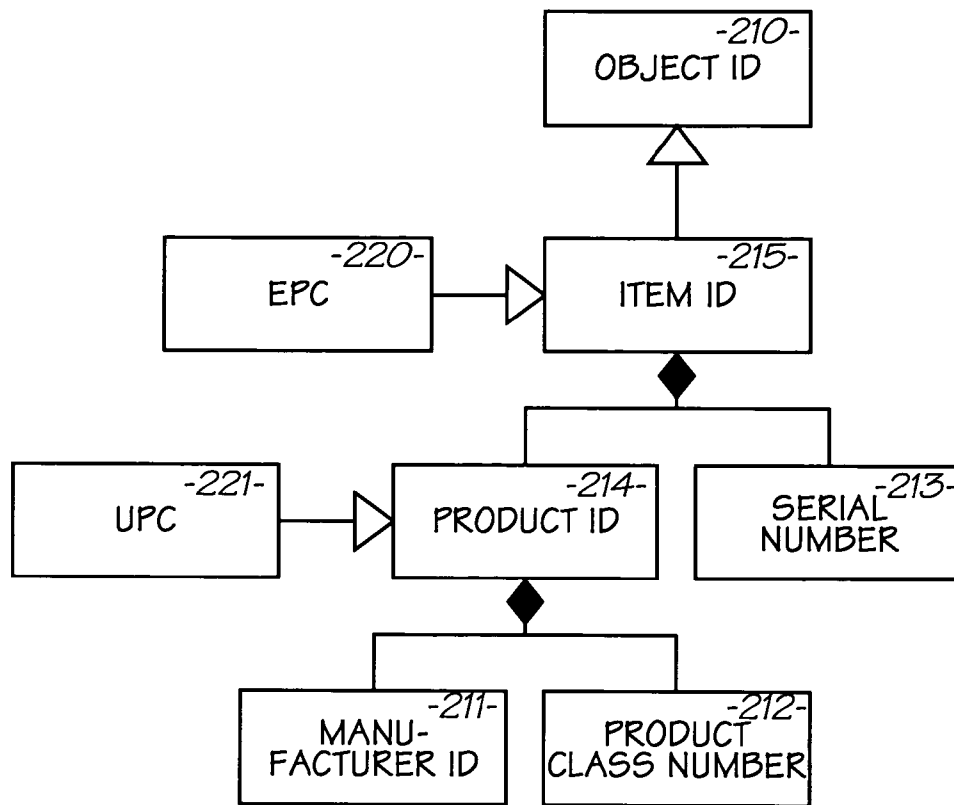 -210-
OBJECT ID
-220-
EPC
-215-
ITEM ID
-221-
UPC
-214-
PRODUCT ID
-213-
SERIAL
NUMBER
-211-
MANU-
FACTURER ID
-212-
PRODUCT
CLASS NUMBER